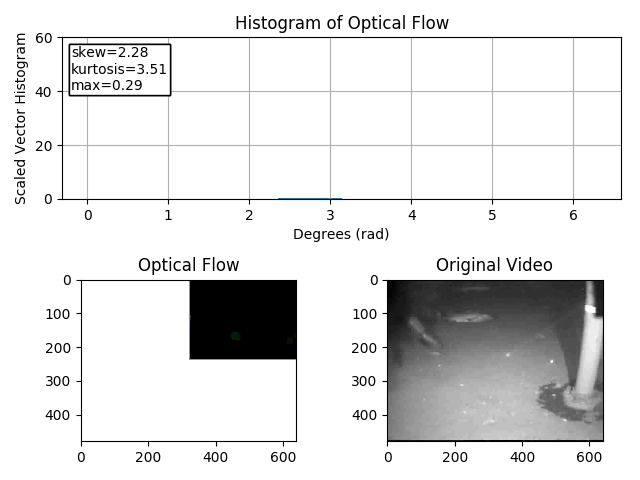 Histogram of Optical Flow
Scaled Vector Histogram
60
40
20
0
skew=2.28
kurtosis=3.51
max=0.29
0 1 2 3 4 5 6
Degrees (rad)
Optical Flow
0
100
200
300
400
0 200 400 600
Original Video
0
100
200
300
400
0 200 400 600